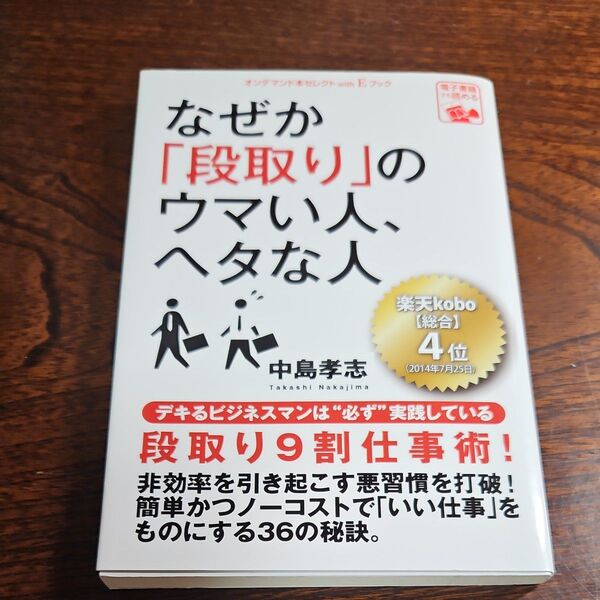 オンデマンド本セレクト with Eブック
電子書籍
でも読める
なぜか
「段取り」の
ウマい人、
ヘタな人
楽天kobo
【総合】
4位
(2014年7月25日)
中島孝志
Takashi Nakajima
デキるビジネスマンは“必ず”実践している
段取り9割仕事術!
非効率を引き起こす悪習慣を打破!
簡単かつノーコストで「いい仕事」を
ものにする36の秘訣。